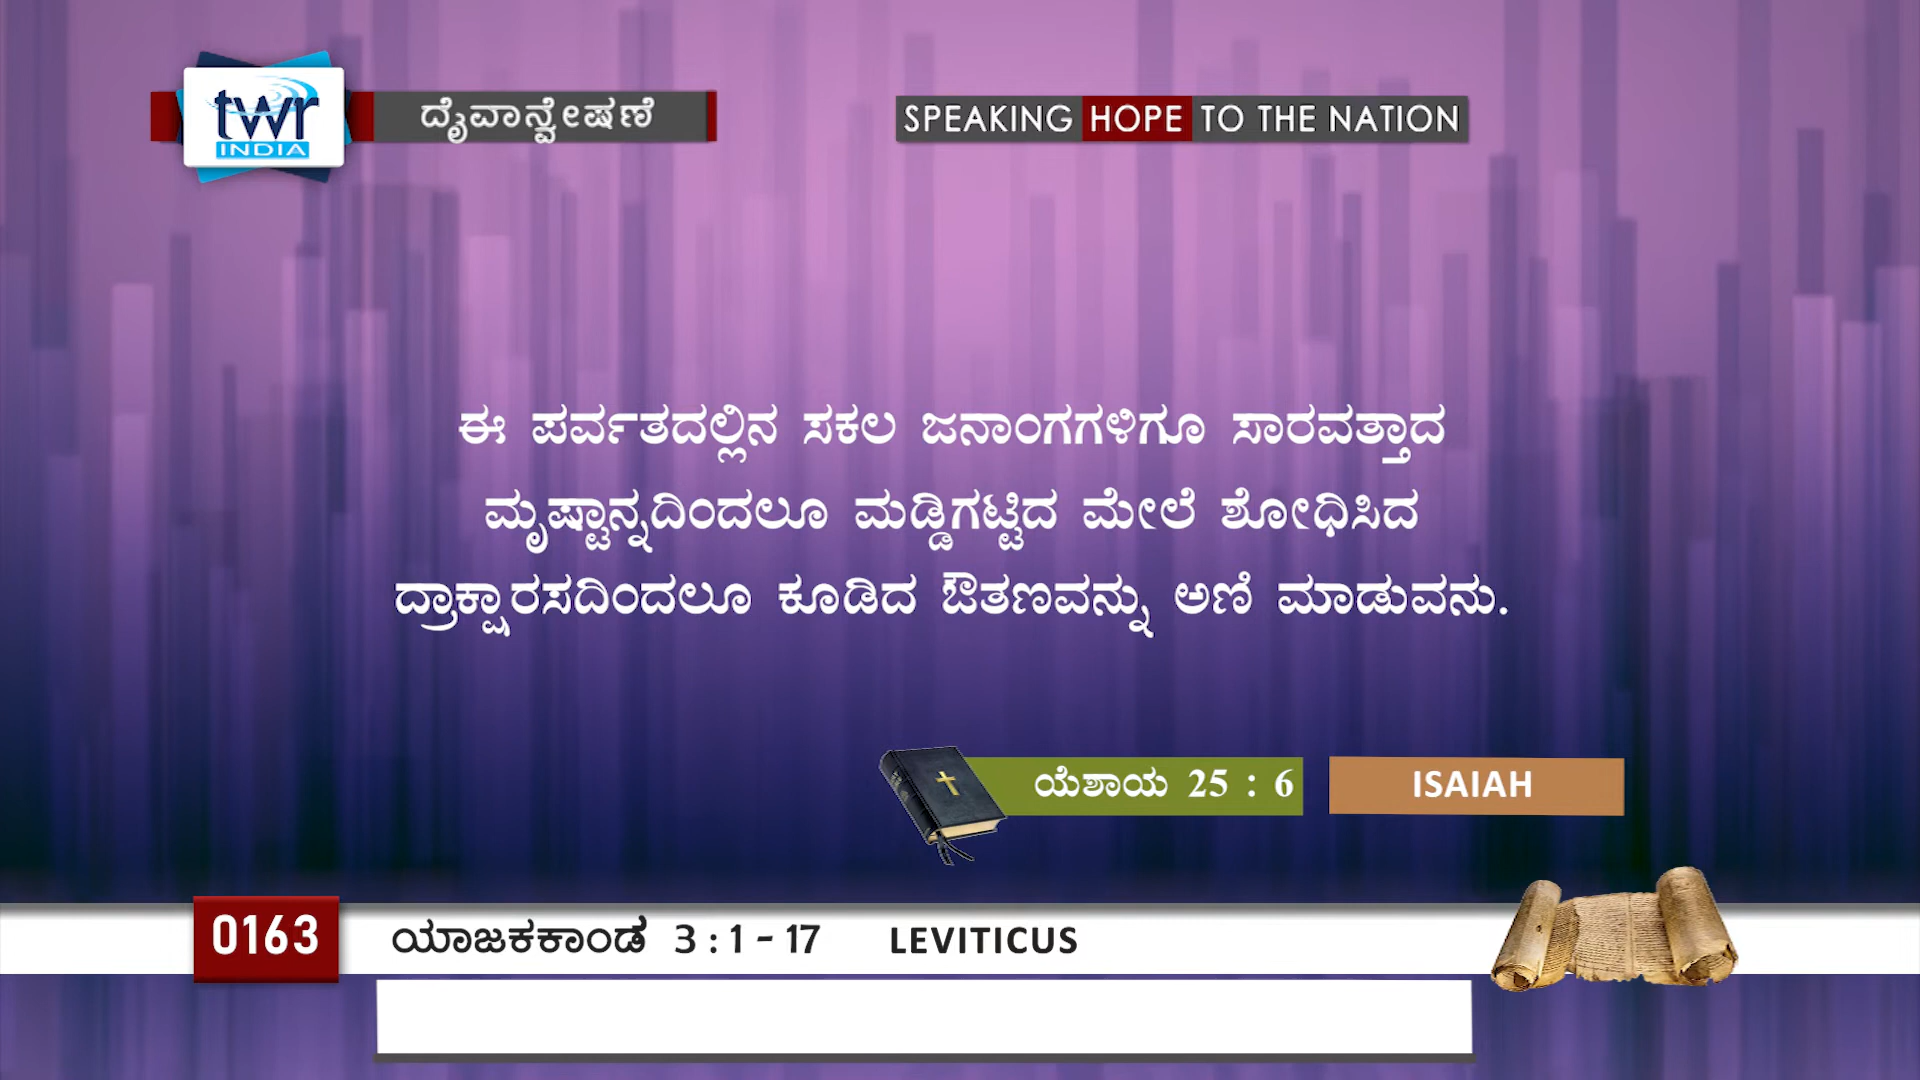 twr
INDIA
ದೈವಾನ್ವೇಷಣೆ
SPEAKING HOPE TO THE NATION
ಈ ಪರ್ವತದಲ್ಲಿನ ಸಕಲ ಜನಾಂಗಗಳಿಗೂ ಸಾರವತ್ತಾದ
ಮೃಷ್ಟಾನ್ನದಿಂದಲೂ ಮಡ್ಡಿಗಟ್ಟಿದ ಮೇಲೆ ಶೋಧಿಸಿದ
ದ್ರಾಕ್ಷಾರಸದಿಂದಲೂ ಕೂಡಿದ ಔತಣವನ್ನು ಅಣಿ ಮಾಡುವನು.
ಯೆಶಾಯ 25 : 6 ISAIAH
0163 ಯಾಜಕಕಾಂಡ 3 : 1 - 17 LEVITICUS